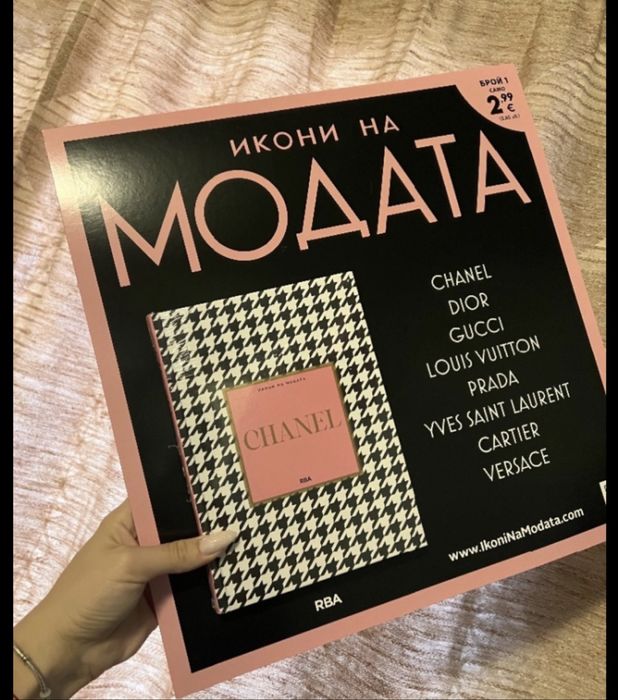 БРОЙ 1
САМО
2,99 €
ИКОНИ НА
МОДАТА
CHANEL
DIOR
GUCCI
LOUIS VUITTON
PRADA
YVES SAINT LAURENT
CARTIER
VERSACE
ИКОНИ НА МОДАТА
CHANEL
RBA
www.IkoniNaModata.com
RBA